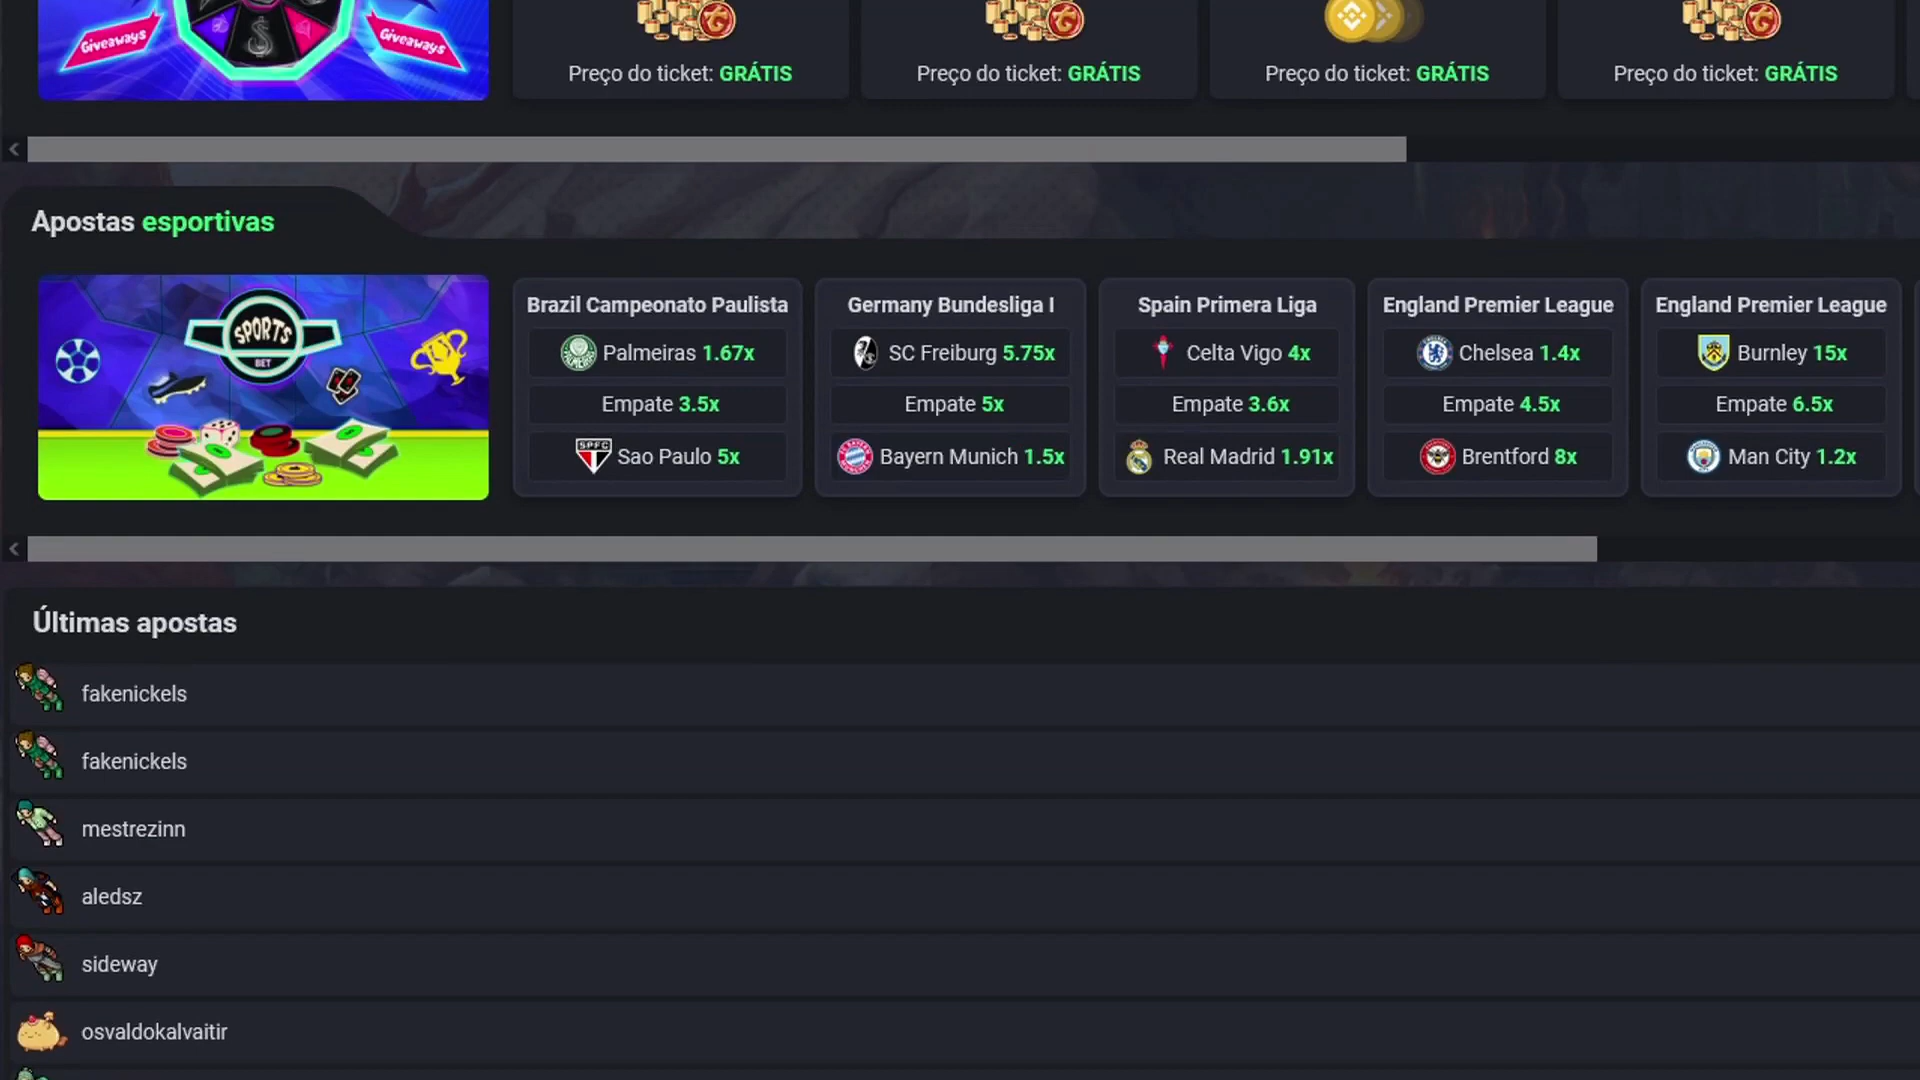 Giveaways
Giveaways
Preço do ticket: GRÁTIS
Preço do ticket: GRÁTIS
Preço do ticket: GRÁTIS
Preço do ticket: GRÁTIS
Apostas esportivas
SPORTS
BET
Brazil Campeonato Paulista
Palmeiras 1.67x
Empate 3.5x
SPFC
Sao Paulo 5x
Germany Bundesliga I
SC Freiburg 5.75x
Empate 5x
Bayern Munich 1.5x
Spain Primera Liga
Celta Vigo 4x
Empate 3.6x
Real Madrid 1.91x
England Premier League
Chelsea 1.4x
Empate 4.5x
Brentford 8x
England Premier League
Burnley 15x
Empate 6.5x
Man City 1.2x
Últimas apostas
fakenickels
fakenickels
mestrezinn
aledsz
sideway
osvaldokalvaitir